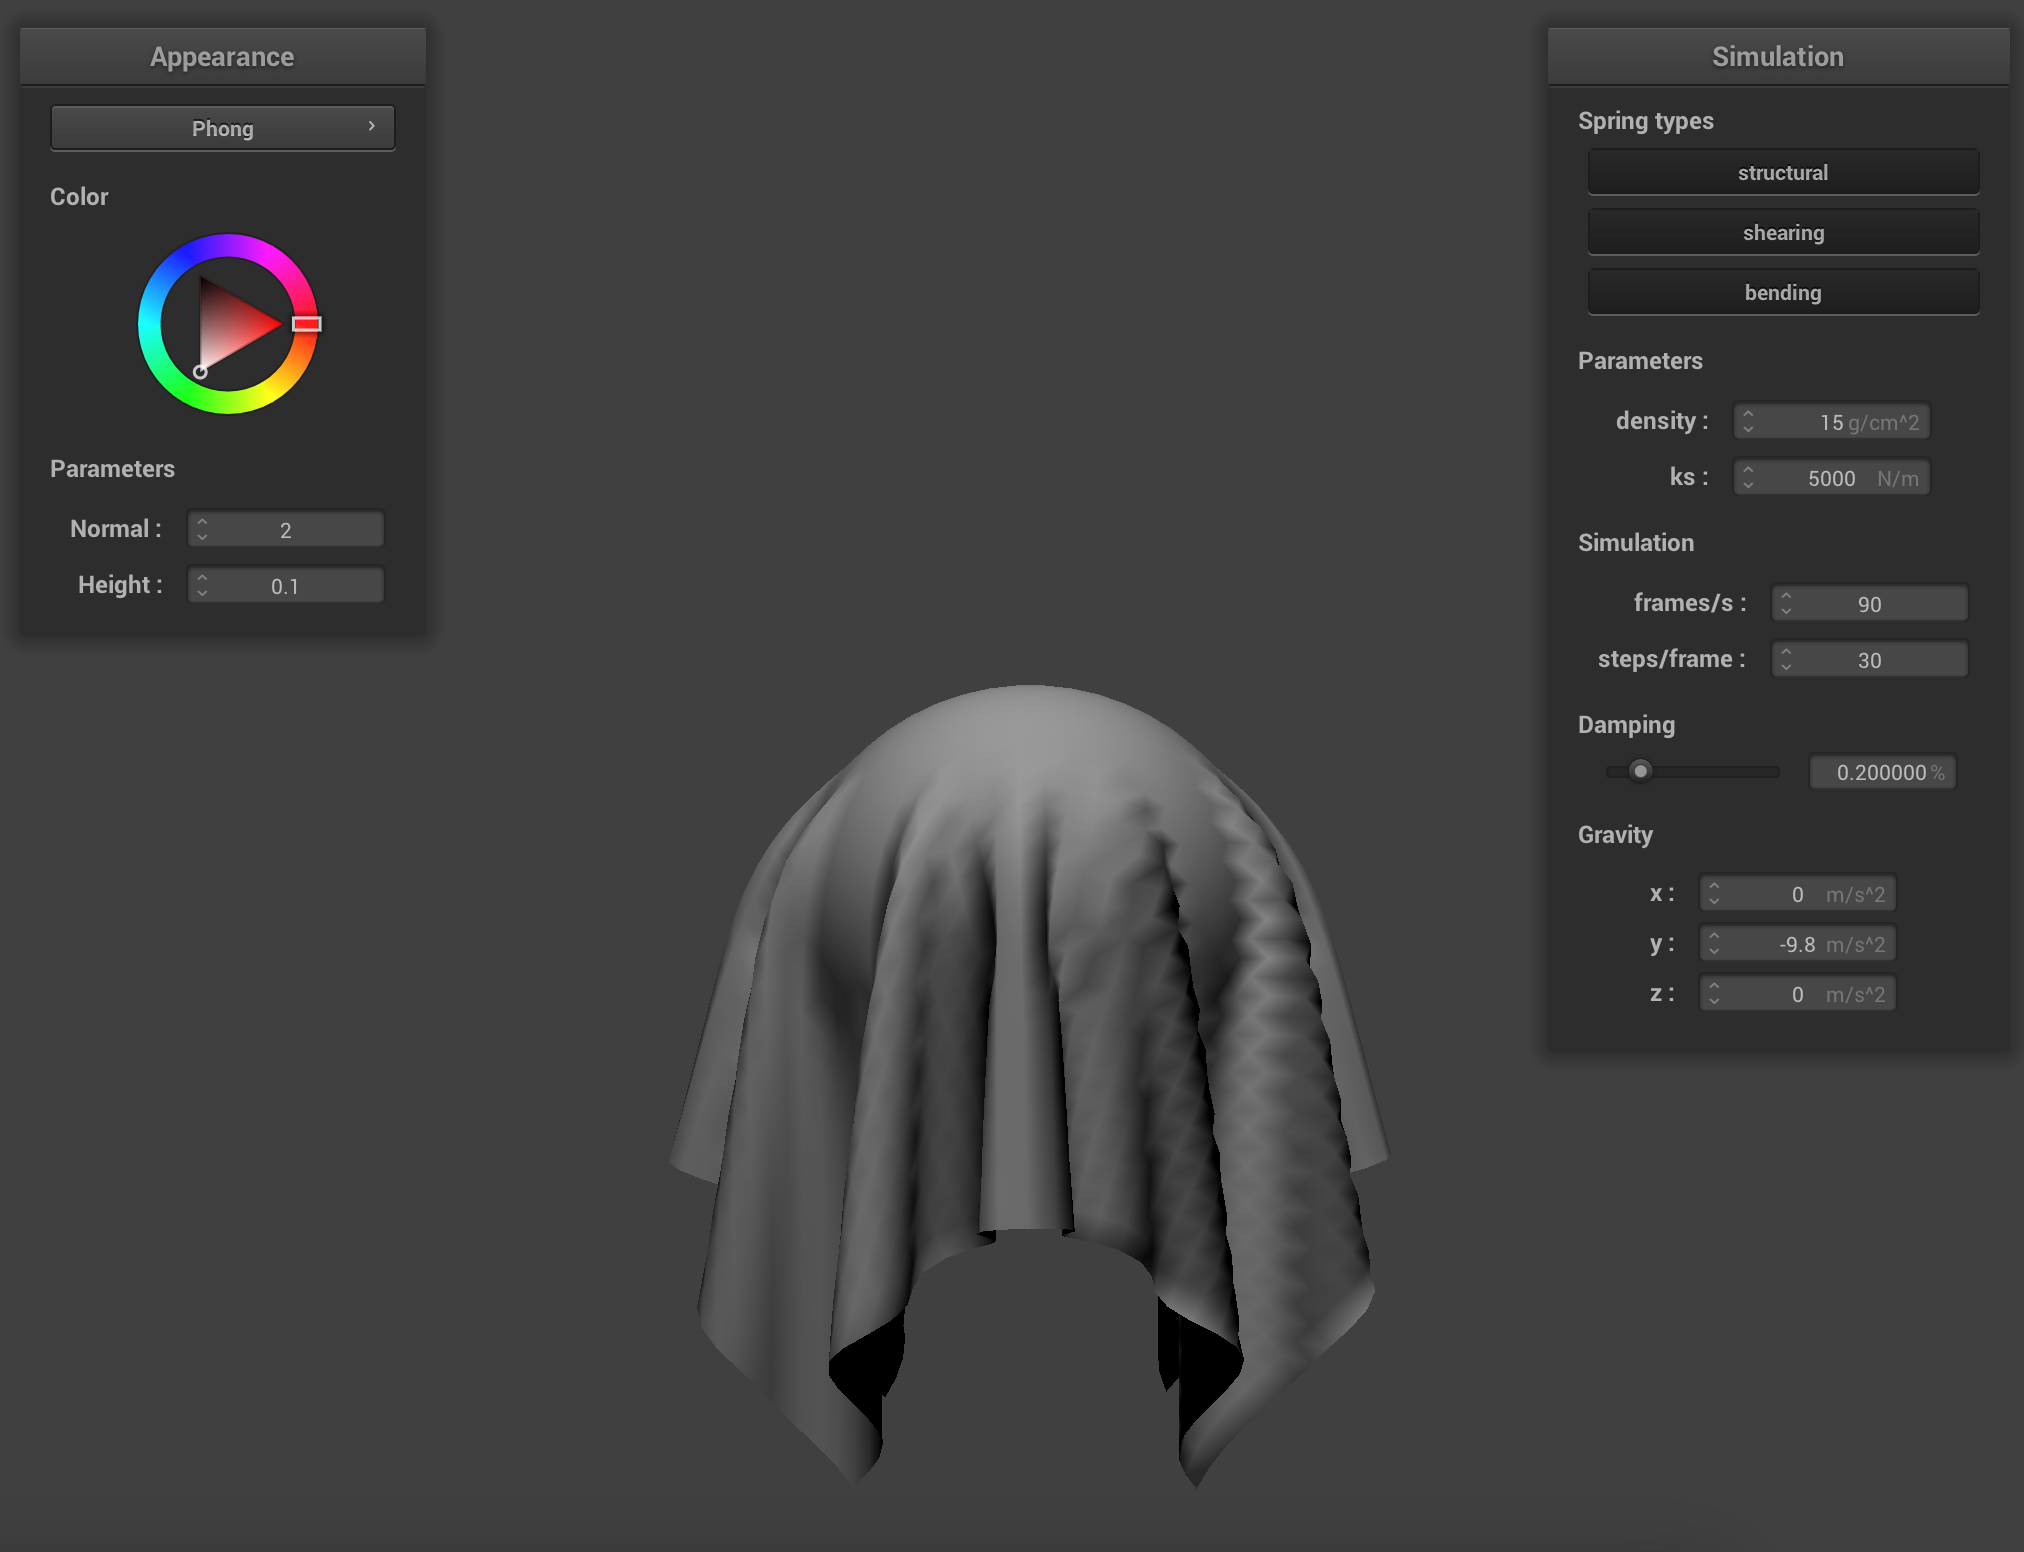 Appearance
Phong
Color
Parameters
Normal : 2
Height : 0.1
Simulation
Spring types
structural
shearing
bending
Parameters
density : 15 g/cm^2
ks : 5000 N/m
Simulation
frames/s : 90
steps/frame : 30
Damping
0.200000 %
Gravity
x : 0 m/s^2
y : -9.8 m/s^2
z : 0 m/s^2